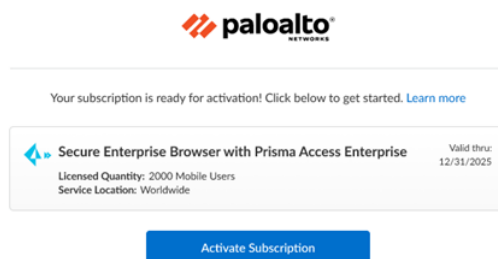 paloalto
NETWORKS
Your subscription is ready for activation! Click below to get started. Learn more
Secure Enterprise Browser with Prisma Access Enterprise
Valid thru:
12/31/2025
Licensed Quantity: 2000 Mobile Users
Service Location: Worldwide
Activate Subscription